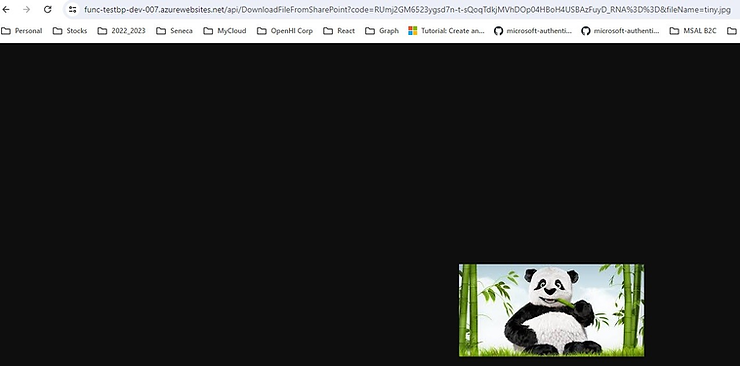 func-testbp-dev-007.azurewebsites.net/api/DownloadFileFromSharePoint?code=RUmj2GM6523ygsd7n-t-sQoqTdkjMVhDOp04HBoH4USBAzFuyD_RNA%3D%3D&fileName=tiny.jpg
Personal Stocks 2022_2023 Seneca MyCloud OpenHI Corp React Graph Tutorial: Create an... microsoft-authenti... microsoft-authenti... MSAL B2C